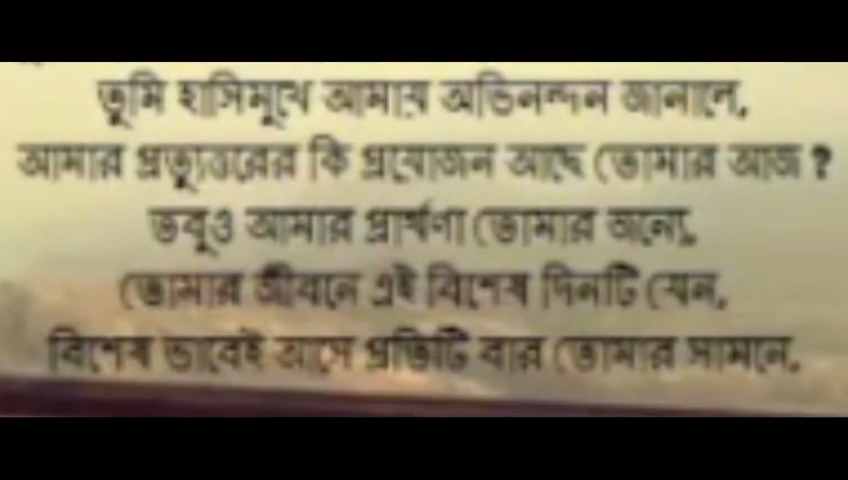 তুমি হাসিমুখে আমায় অভিনন্দন জানালে,
আমার প্রত্যুত্তরের কি প্রয়োজন আছে তোমার আজ ?
তবুও আমার প্রার্থণা তোমার জন্যে,
তোমার জীবনে এই বিশেষ দিনটি যেন,
বিশেষ ভাবেই আসে প্রতিটি বার তোমার সামনে,